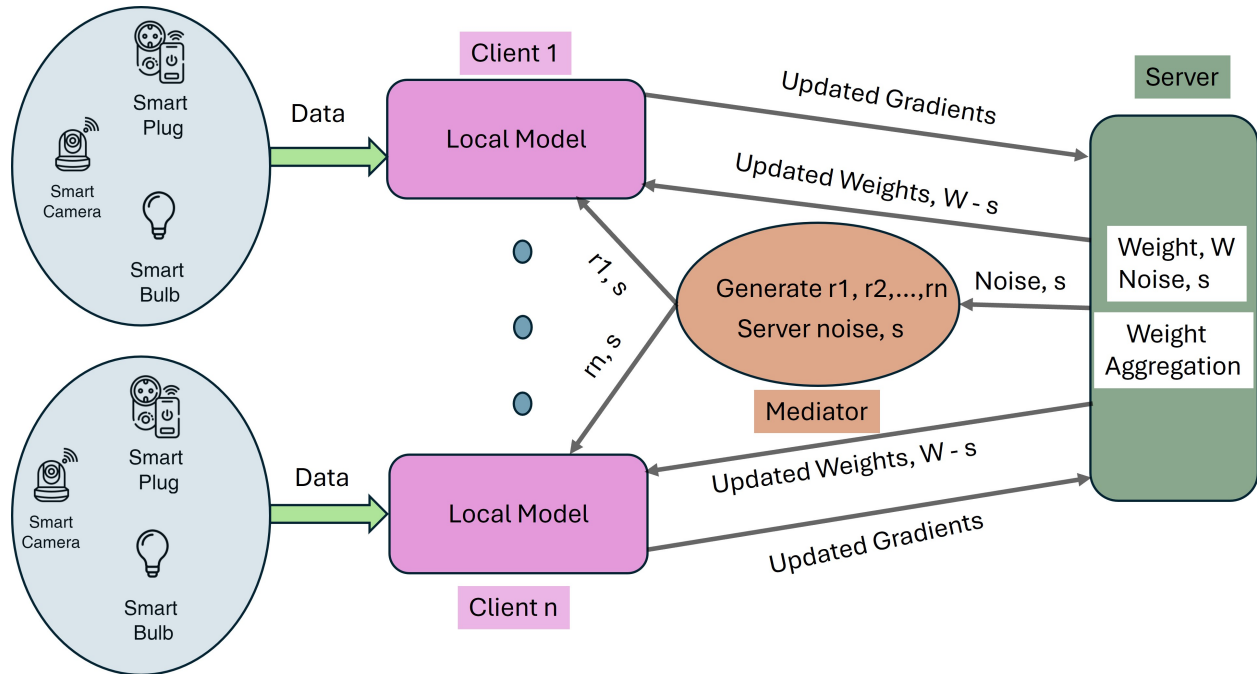 Client 1
Server
Smart
Plug
Smart
Camera
Smart
Bulb
Data
Local Model
Updated Gradients
Updated Weights, W - s
r1, s
Generate r1, r2,...,rn
Server noise, s
Mediator
Noise, s
Weight, W
Noise, s
Weight
Aggregation
rn, s
Smart
Plug
Smart
Camera
Smart
Bulb
Data
Local Model
Updated Weights, W - s
Updated Gradients
Client n